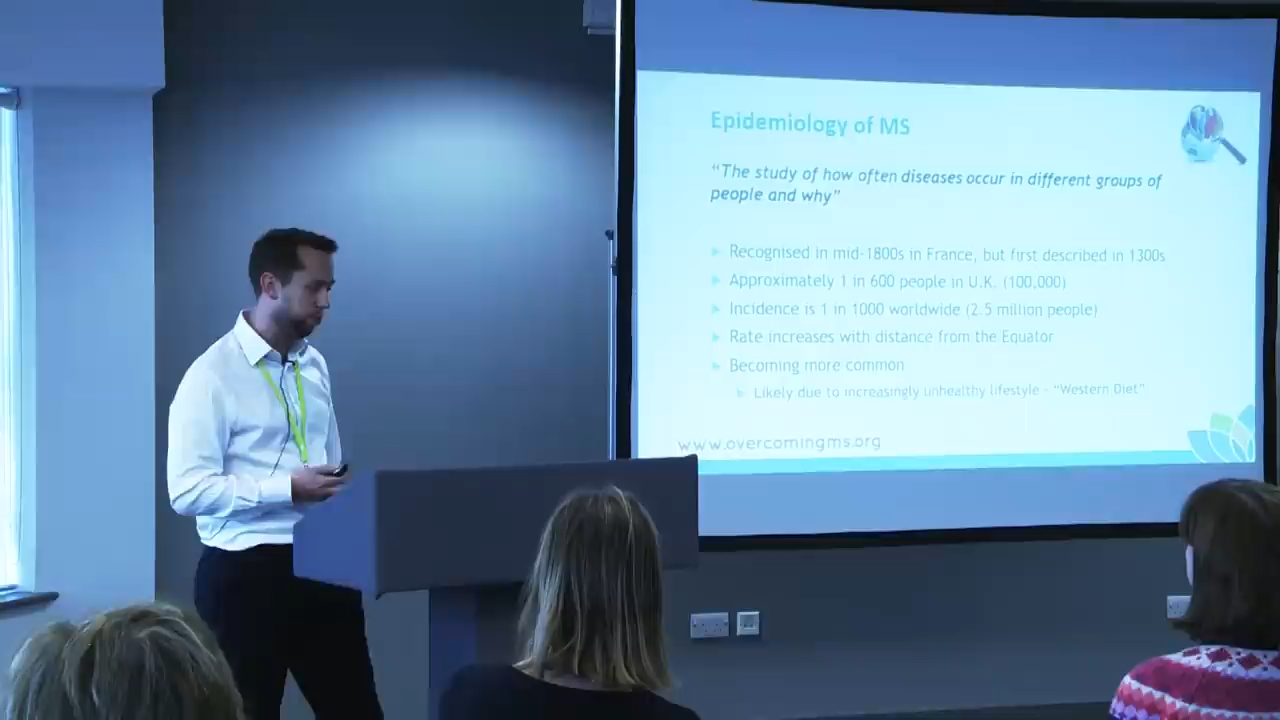 Epidemiology of MS
"The study of how often diseases occur in different groups of
people and why"
Recognised in mid-1800s in France, but first described in 1300s
Approximately 1 in 600 people in U.K. (100,000)
Incidence is 1 in 1000 worldwide (2.5 million people)
Rate increases with distance from the Equator
Becoming more common
Likely due to increasingly unhealthy lifestyle - "Western Diet"
www.overcomingms.org